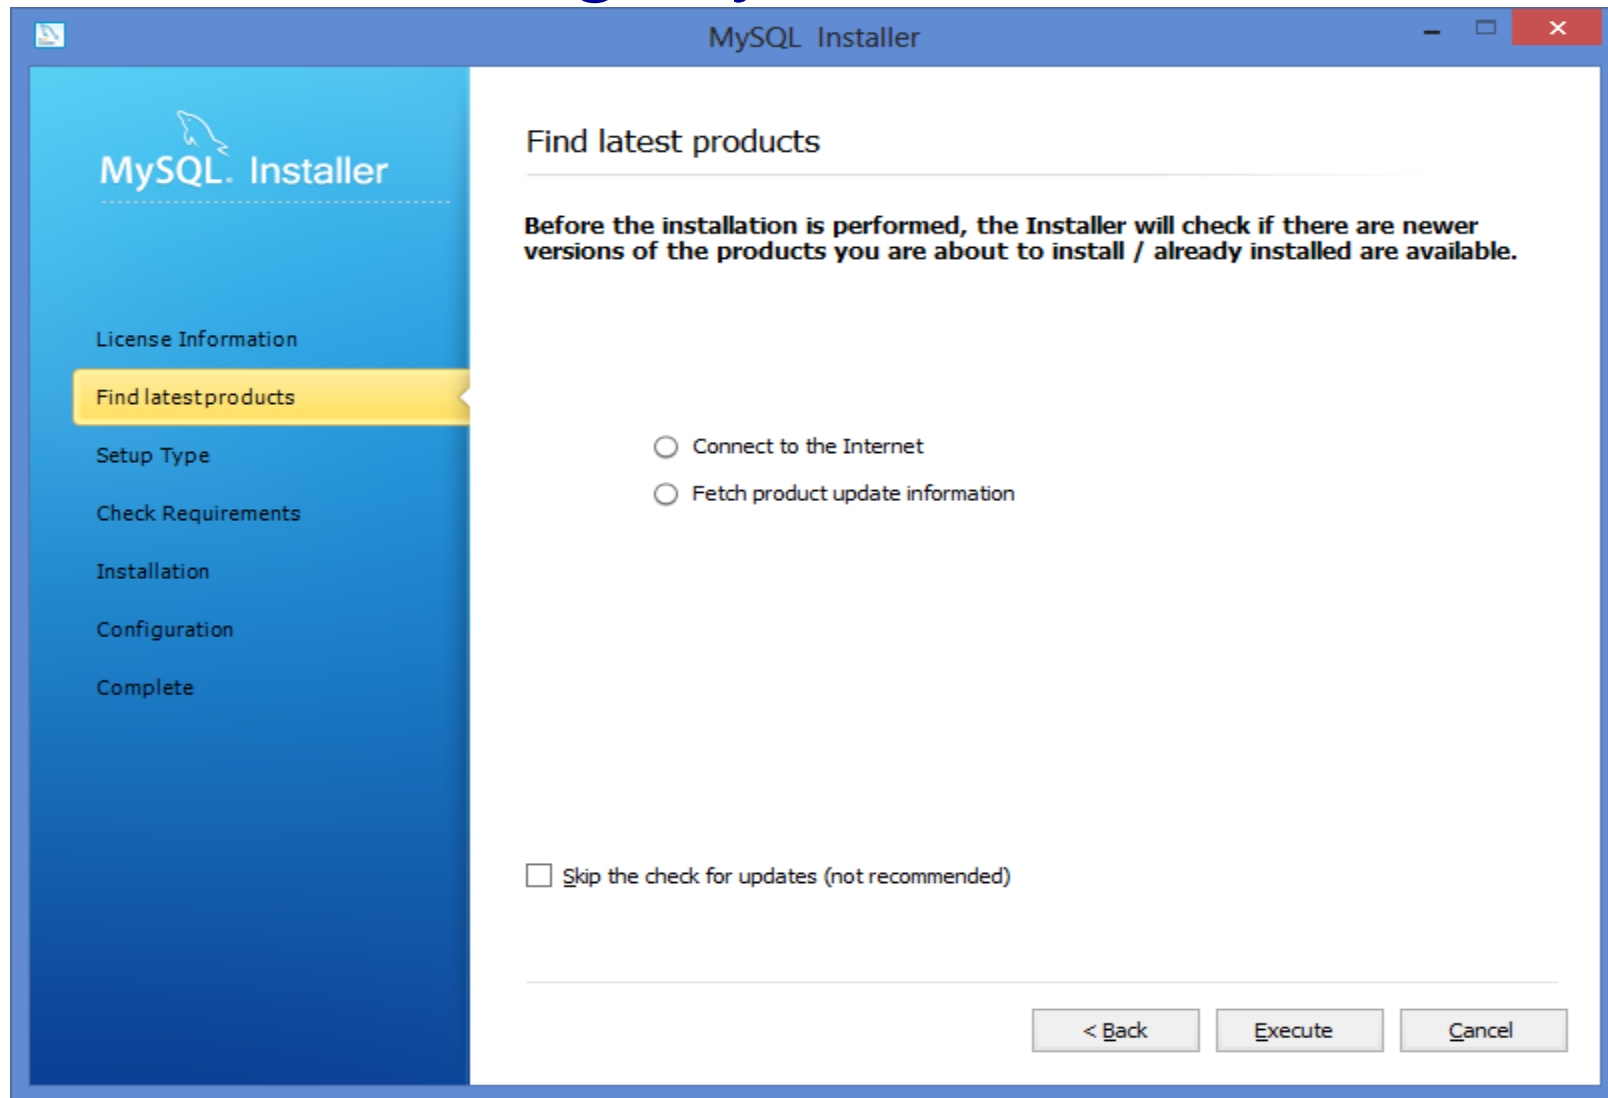 MySQL Installer
MySQL. Installer
License Information
Find latest products
Setup Type
Check Requirements
Installation
Configuration
Complete
Find latest products
Before the installation is performed, the Installer will check if there are newer
versions of the products you are about to install / already installed are available.
Connect to the Internet
Fetch product update information
Skip the check for updates (not recommended)
< Back
Execute
Cancel